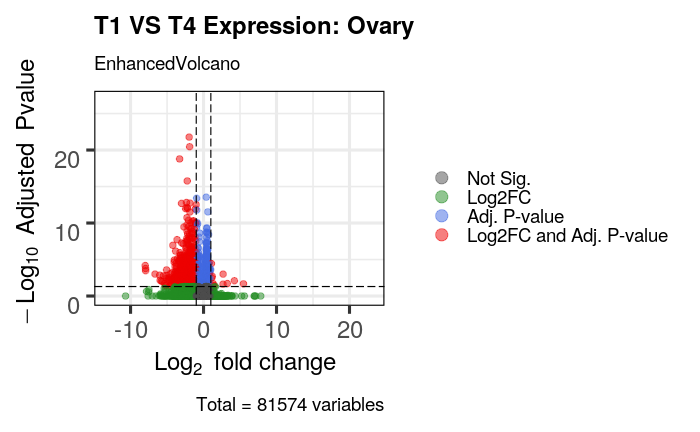 T1 VS T4 Expression: Ovary
EnhancedVolcano
− Log10 Adjusted Pvalue
20
10
0
-10 0 10 20
Log2 fold change
Not Sig.
Log2FC
Adj. P-value
Log2FC and Adj. P-value
Total = 81574 variables